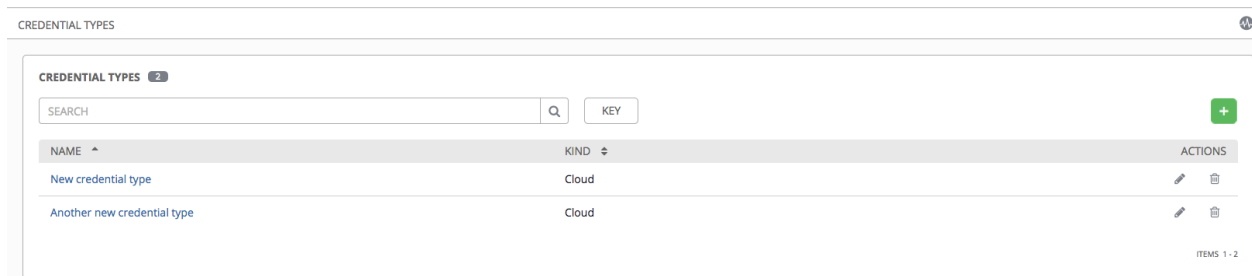 CREDENTIAL TYPES
CREDENTIAL TYPES 2
SEARCH KEY +
NAME KIND ACTIONS
New credential type Cloud
Another new credential type Cloud
ITEMS 1 - 2